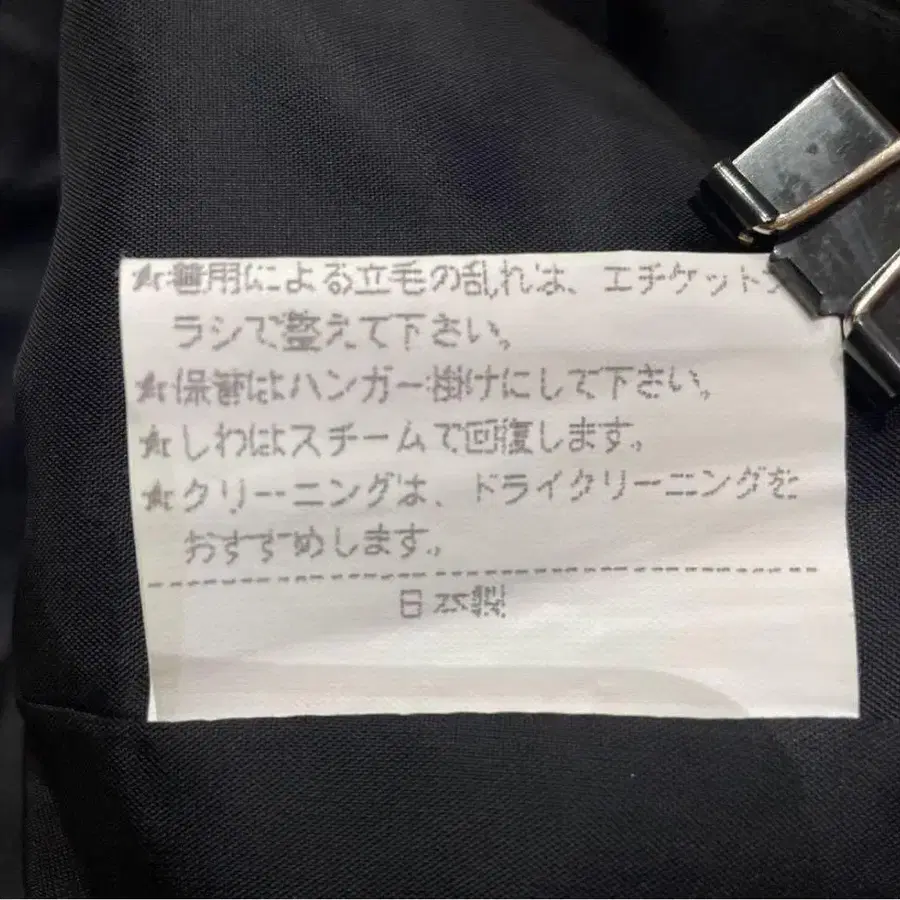 ★着用による立毛の乱れは、エチケットブ
ラシで整えて下さい。
★保管はハンガー掛けにして下さい。
★しわはスチームで回復します。
★クリーニングは、ドライクリーニングを
おすすめします。
日本製